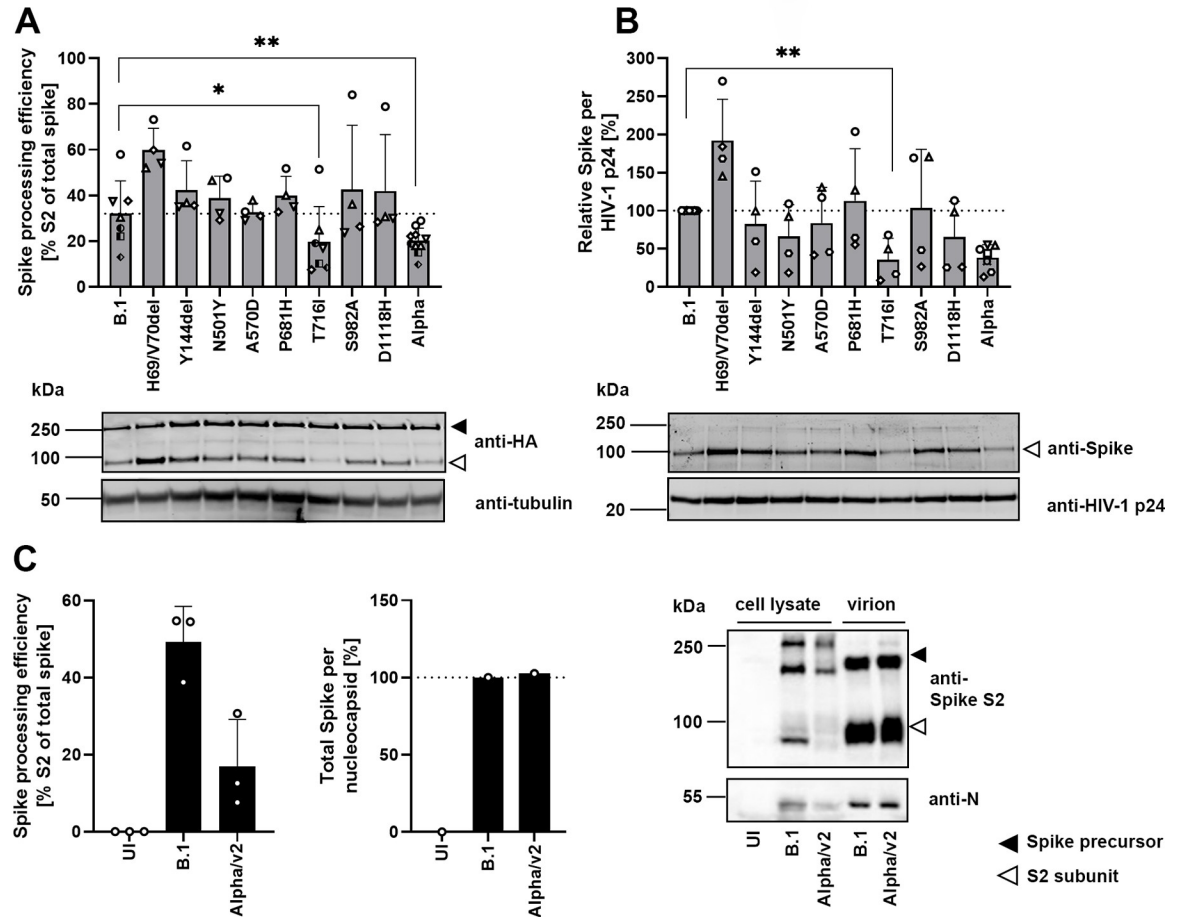 A
Spike processing efficiency
[% S2 of total spike]
100
80
60
40
20
0
**
*
B.1
H69/V70del
Y144del
N501Y
A570D
P681H
T716I
S982A
D1118H
Alpha
kDa
250
100
anti-HA
50
anti-tubulin
B
Relative Spike per
HIV-1 p24 [%]
300
250
200
150
100
50
0
**
B.1
H69/V70del
Y144del
N501Y
A570D
P681H
T716I
S982A
D1118H
Alpha
kDa
250
100
anti-Spike
20
anti-HIV-1 p24
C
Spike processing efficiency
[% S2 of total spike]
60
40
20
0
UI
B.1
Alpha/v2
Total Spike per
nucleocapsid [%]
150
100
50
0
UI
B.1
Alpha/v2
kDa
cell lysate
virion
250
100
anti-
Spike S2
55
anti-N
UI
B.1
Alpha/v2
B.1
Alpha/v2
Spike precursor
S2 subunit